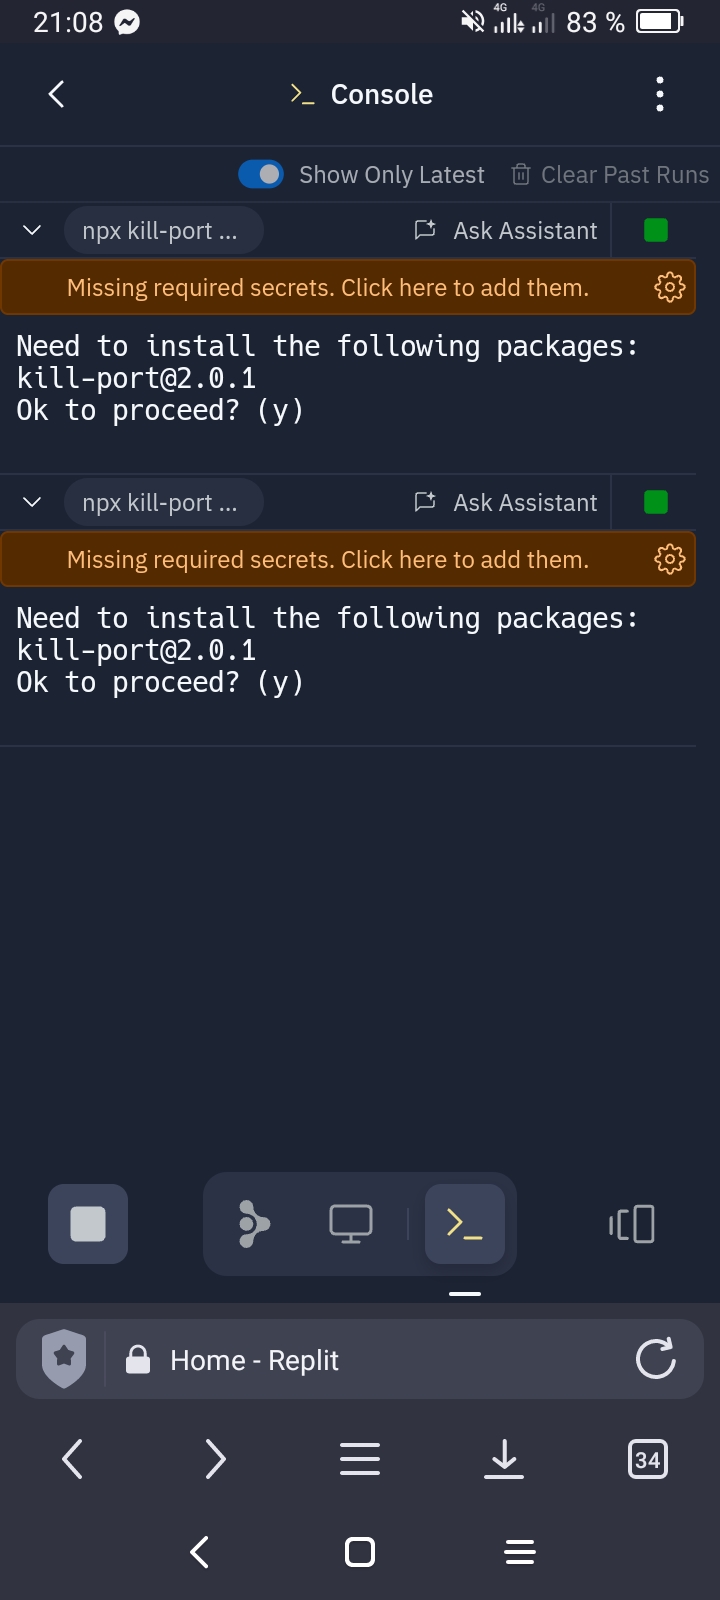 21:08
4G 4G 83 %
>_ Console
Show Only Latest Clear Past Runs
npx kill-port ... Ask Assistant
Missing required secrets. Click here to add them.
Need to install the following packages:
kill-port@2.0.1
Ok to proceed? (y)
npx kill-port ... Ask Assistant
Missing required secrets. Click here to add them.
Need to install the following packages:
kill-port@2.0.1
Ok to proceed? (y)
Home - Replit
34